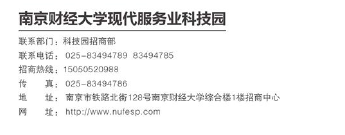 南京财经大学现代服务业科技园
联系部门：科技园招商部
联系电话：025-83494789 83494785
招商热线：15050520988
传 真：025-83494786
地 址：南京市铁路北街128号南京财经大学综合楼1楼招商中心
网 址：http://www.nufesp.com